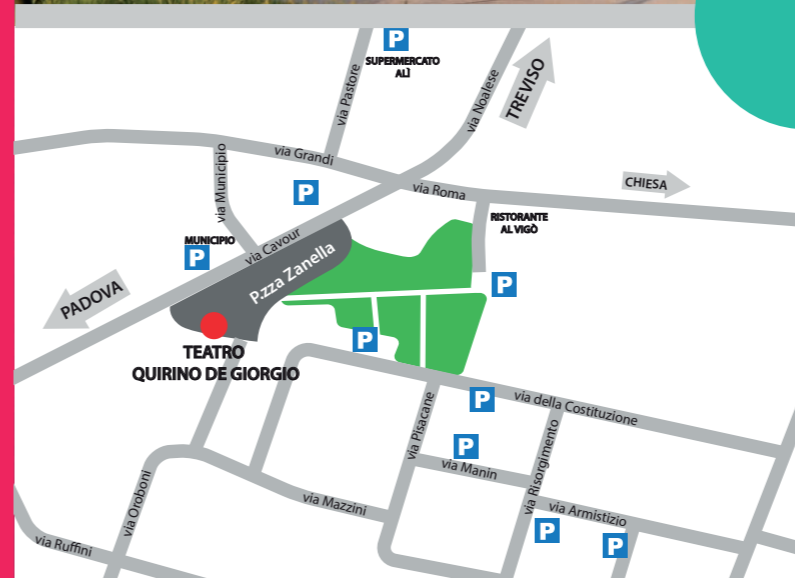 P
SUPERMERCATO
ALÌ
via Pastore
via Noalese
TREVISO
via Grandi
via Municipio
P
via Roma
CHIESA
MUNICIPIO
P
via Cavour
RISTORANTE
AL VIGÒ
P.zza Zanella
PADOVA
P
P
TEATRO
QUIRINO DE GIORGIO
P
via della Costituzione
via Pisacane
P
via Manin
via Risorgimento
via Oroboni
via Mazzini
via Armistizio
P
P
via Ruffini